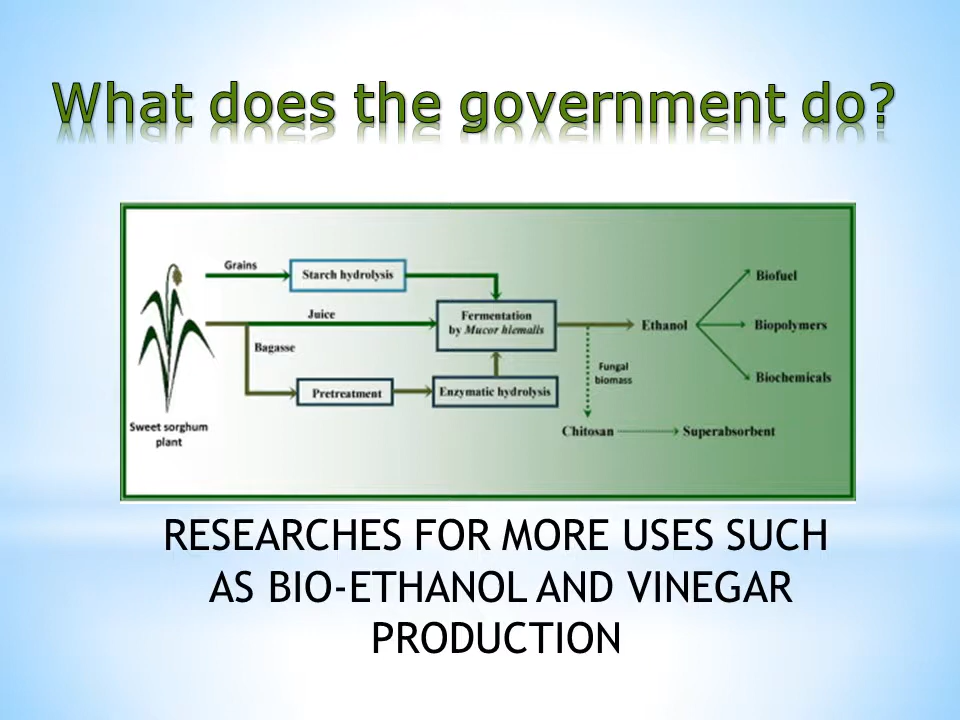 What does the government do?
Grains
Starch hydrolysis
Juice
Fermentation
by Mucor hiemalis
Ethanol
Biofuel
Biopolymers
Biochemicals
Bagasse
Pretreatment
Enzymatic hydrolysis
Fungal
biomass
Chitosan
Superabsorbent
Sweet sorghum
plant
RESEARCHES FOR MORE USES SUCH
AS BIO-ETHANOL AND VINEGAR
PRODUCTION